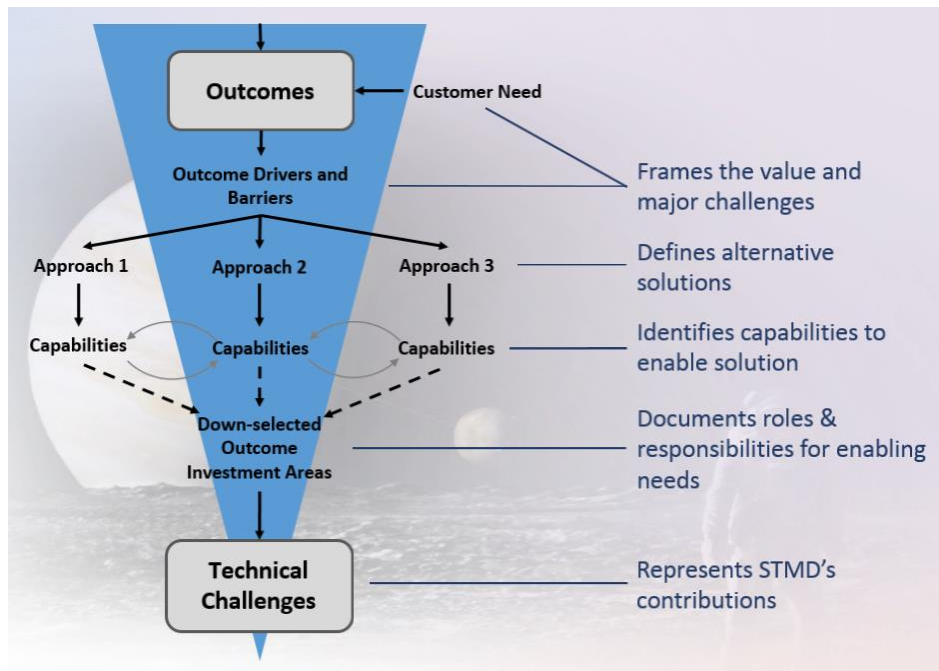 Outcomes
Customer Need
Outcome Drivers and
Barriers
Frames the value and
major challenges
Approach 1
Approach 2
Approach 3
Defines alternative
solutions
Capabilities
Capabilities
Capabilities
Identifies capabilities to
enable solution
Down-selected
Outcome
Investment Areas
Documents roles &
responsibilities for enabling
needs
Technical
Challenges
Represents STMD's
contributions